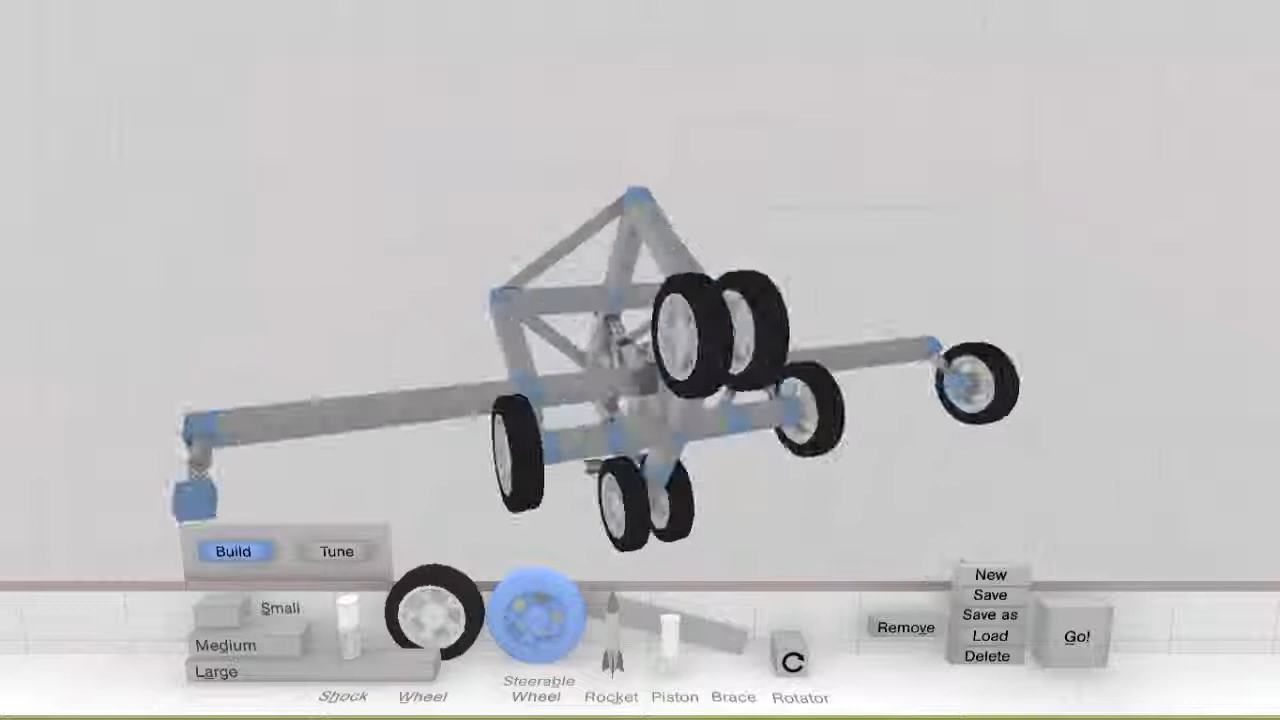 Build
Tune
Small
Medium
Large
Shock
Wheel
Steerable
Wheel
Rocket
Piston
Brace
Rotator
Remove
New
Save
Save as
Load
Delete
Go!